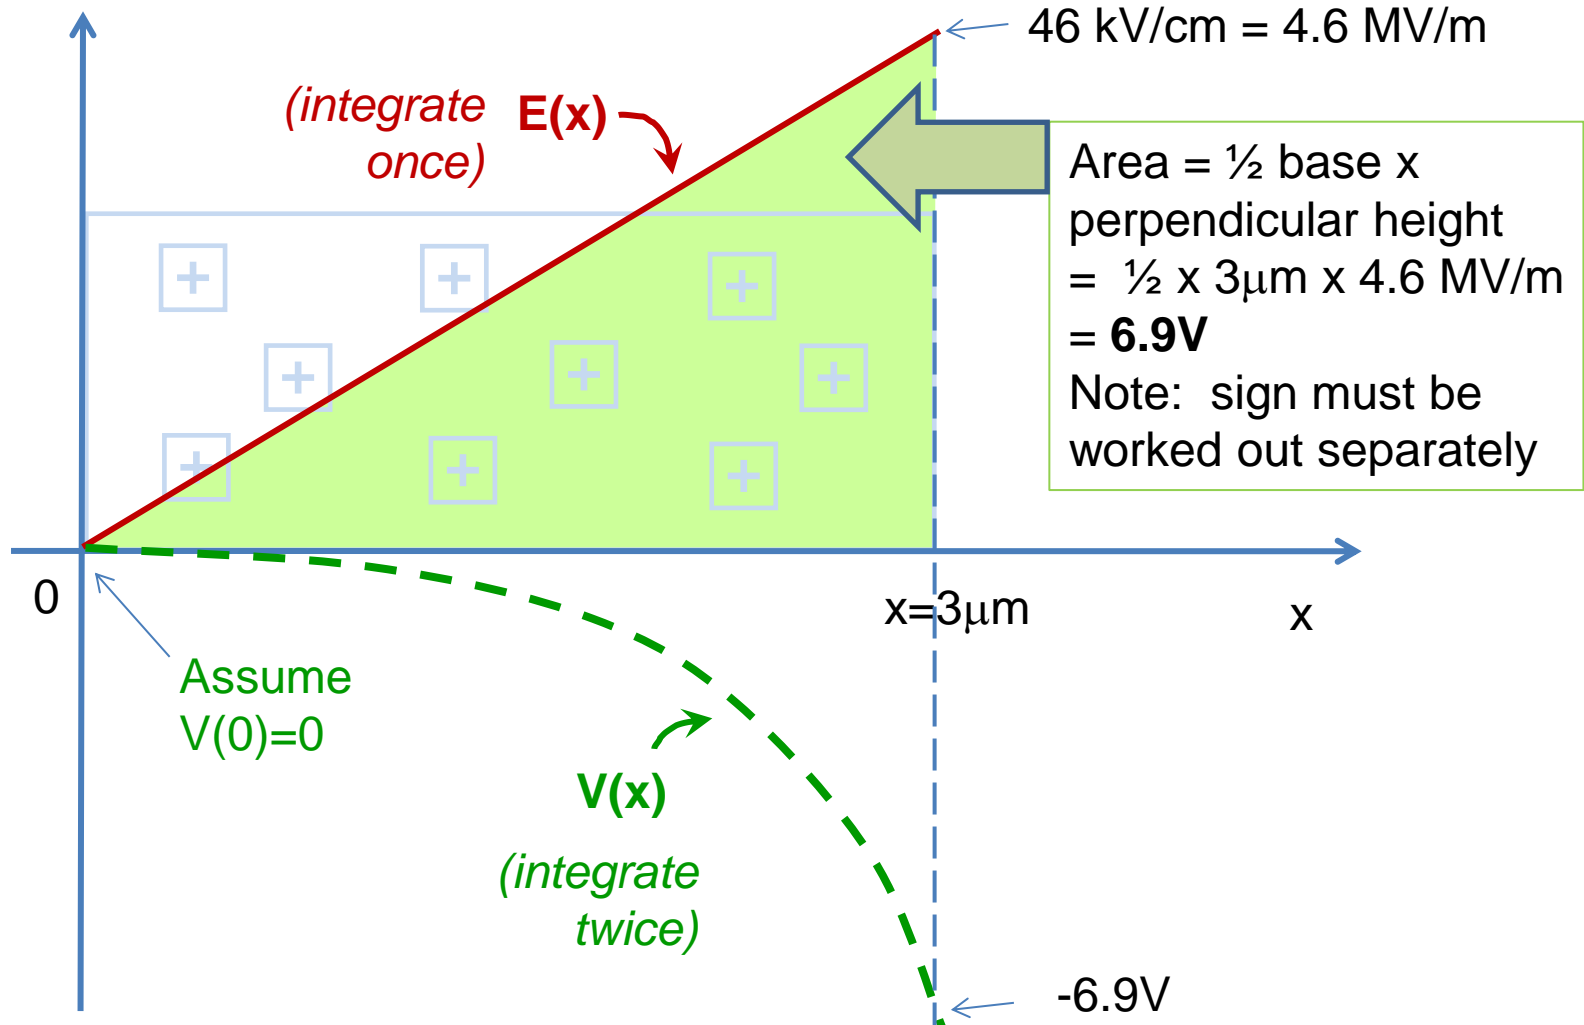 46 kV/cm = 4.6 MV/m
(integrate
once)
E(x)
Area = ½ base x
perpendicular height
= ½ x 3μm x 4.6 MV/m
= 6.9V
Note: sign must be
worked out separately
+ + +
+ + +
+ + +
0
x=3μm
x
Assume
V(0)=0
V(x)
(integrate
twice)
-6.9V